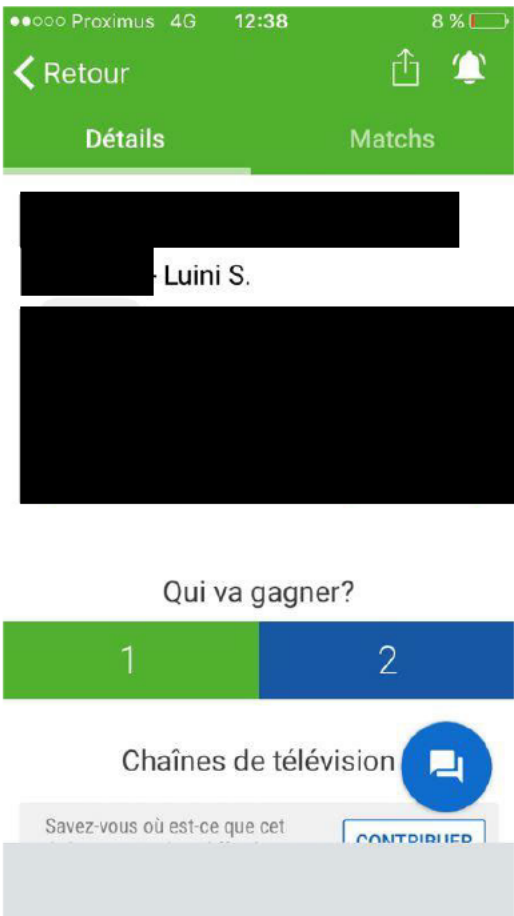 Proximus 4G 12:38 8 %
Retour
Détails Matchs
- Luini S.
Qui va gagner?
1 2
Chaînes de télévision
Savez-vous où est-ce que cet
CONTRIBUER